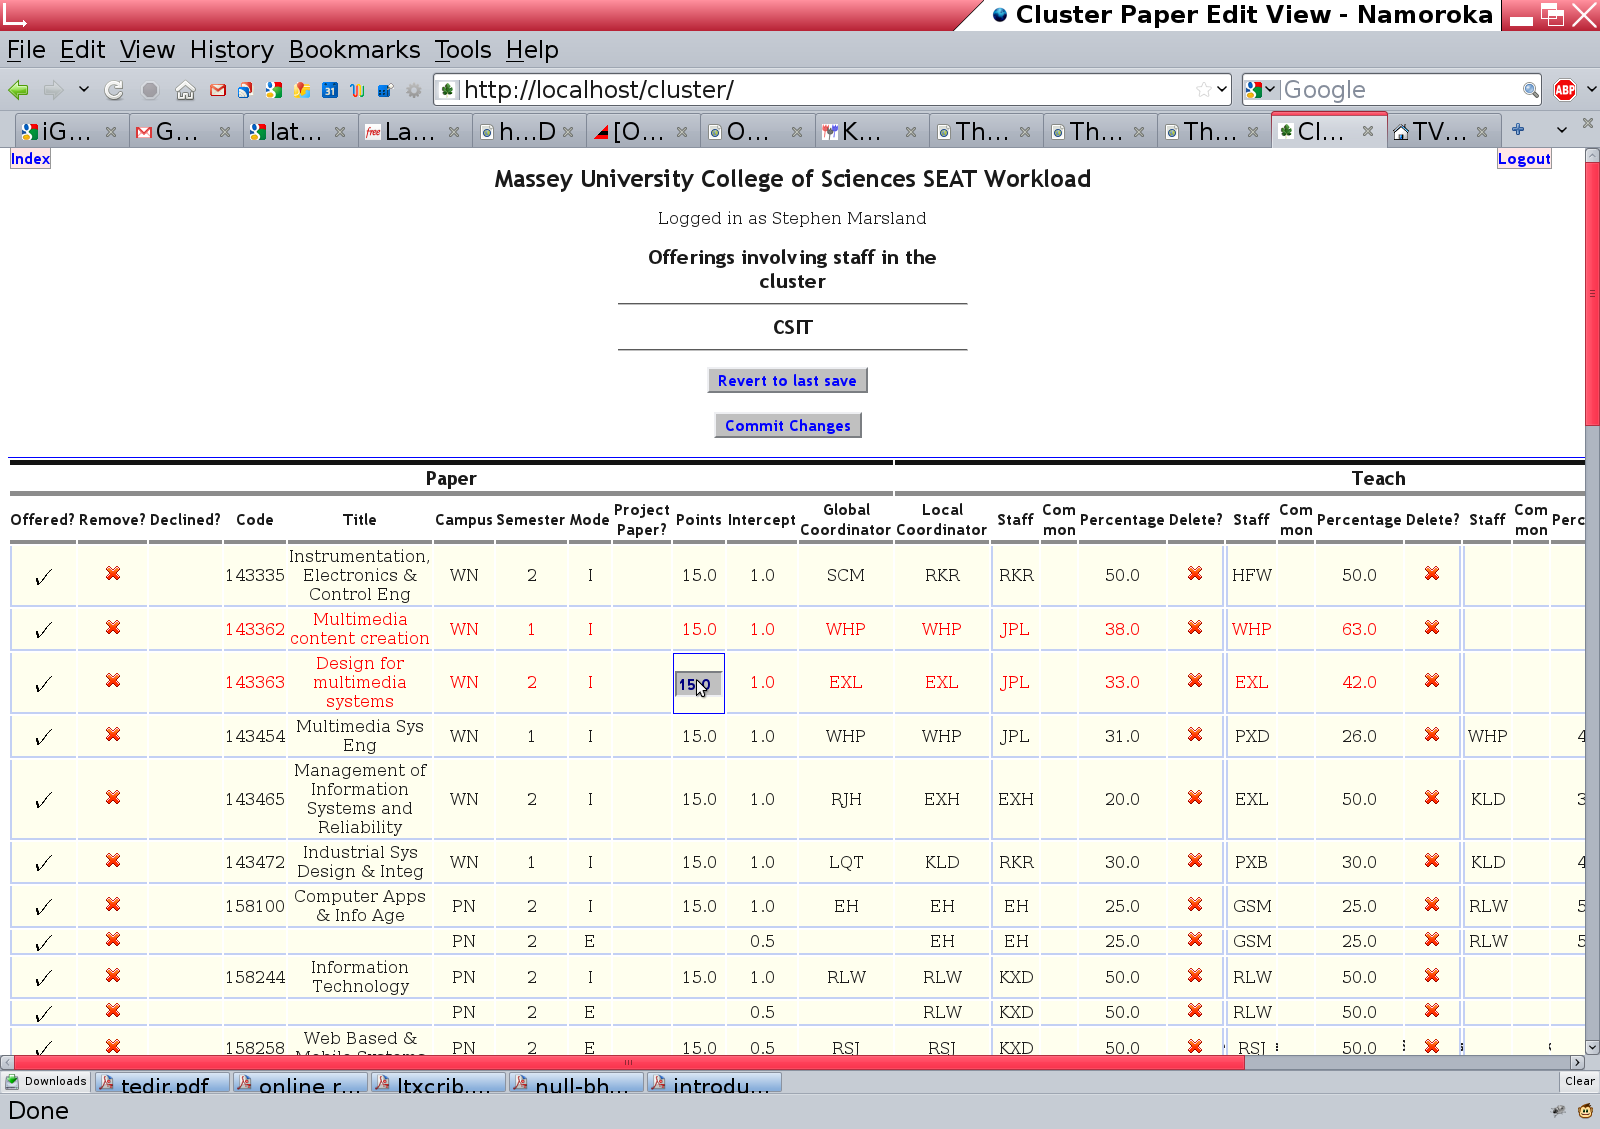 Cluster Paper Edit View - Namoroka
File Edit View History Bookmarks Tools Help
http://localhost/cluster/ Google ABP
31
iG... G... lat... free La... h...D [O... O... K... Th... Th... Th... Cl... TV...
Index Logout
Massey University College of Sciences SEAT Workload
Logged in as Stephen Marsland
Offerings involving staff in the
cluster
CSIT
Revert to last save
Commit Changes
Paper Teach
Offered? Remove? Declined? Code Title Campus Semester Mode Project Paper? Points Intercept Global Coordinator Local Coordinator Staff Com mon Percentage Delete? Staff Com mon Percentage Delete? Staff Com mon Perc
143335 Instrumentation, Electronics & Control Eng WN 2 I 15.0 1.0 SCM RKR RKR 50.0 HFW 50.0
143362 Multimedia content creation WN 1 I 15.0 1.0 WHP WHP JPL 38.0 WHP 63.0
143363 Design for multimedia systems WN 2 I 15.0 1.0 EXL EXL JPL 33.0 EXL 42.0
143454 Multimedia Sys Eng WN 1 I 15.0 1.0 WHP WHP JPL 31.0 PXD 26.0 WHP 4
143465 Management of Information Systems and Reliability WN 2 I 15.0 1.0 RJH EXH EXH 20.0 EXL 50.0 KLD 3
143472 Industrial Sys Design & Integ WN 1 I 15.0 1.0 LQT KLD RKR 30.0 PXB 30.0 KLD 4
158100 Computer Apps & Info Age PN 2 I 15.0 1.0 EH EH EH 25.0 GSM 25.0 RLW 5
PN 2 E 0.5 EH EH 25.0 GSM 25.0 RLW 5
158244 Information Technology PN 2 I 15.0 1.0 RLW RLW KXD 50.0 RLW 50.0
PN 2 E 0.5 RLW KXD 50.0 RLW 50.0
158258 Web Based & Mobile Systems PN 2 E 15.0 0.5 RSJ RSJ KXD 50.0 RSJ 50.0
Downloads tedir.pdf online r... ltxcrib.... null-bh... introdu... Clear
Done